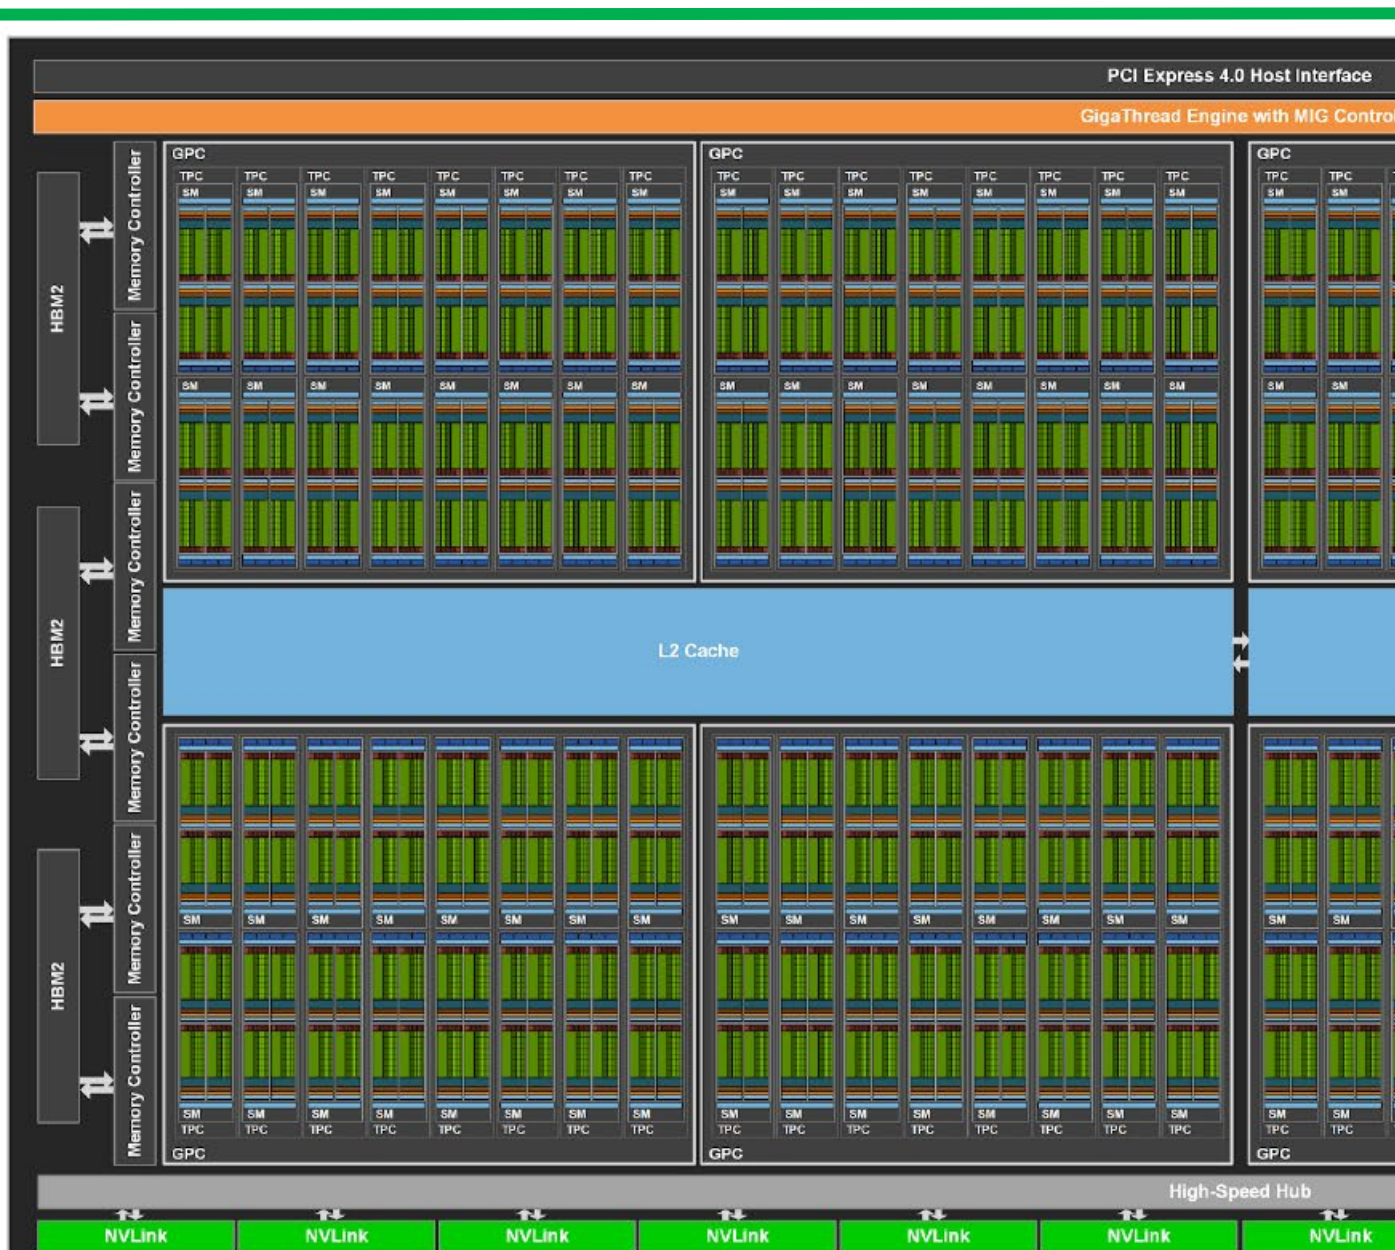 PCI Express 4.0 Host Interface
GigaThread Engine with MIG Control
GPC GPC GPC
TPC TPC TPC TPC TPC TPC TPC TPC TPC TPC TPC TPC TPC TPC TPC TPC TPC TPC
SM SM SM SM SM SM SM SM SM SM SM SM SM SM SM SM SM SM
Memory Controller
HBM2
Memory Controller
SM SM SM SM SM SM SM SM SM SM SM SM SM SM SM SM SM SM
Memory Controller
HBM2
L2 Cache
Memory Controller
Memory Controller
SM SM SM SM SM SM SM SM SM SM SM SM SM SM SM SM SM SM
HBM2
Memory Controller
SM SM SM SM SM SM SM SM SM SM SM SM SM SM SM SM SM SM
TPC TPC TPC TPC TPC TPC TPC TPC TPC TPC TPC TPC TPC TPC TPC TPC TPC TPC
GPC GPC GPC
High-Speed Hub
NVLink NVLink NVLink NVLink NVLink NVLink NVLink